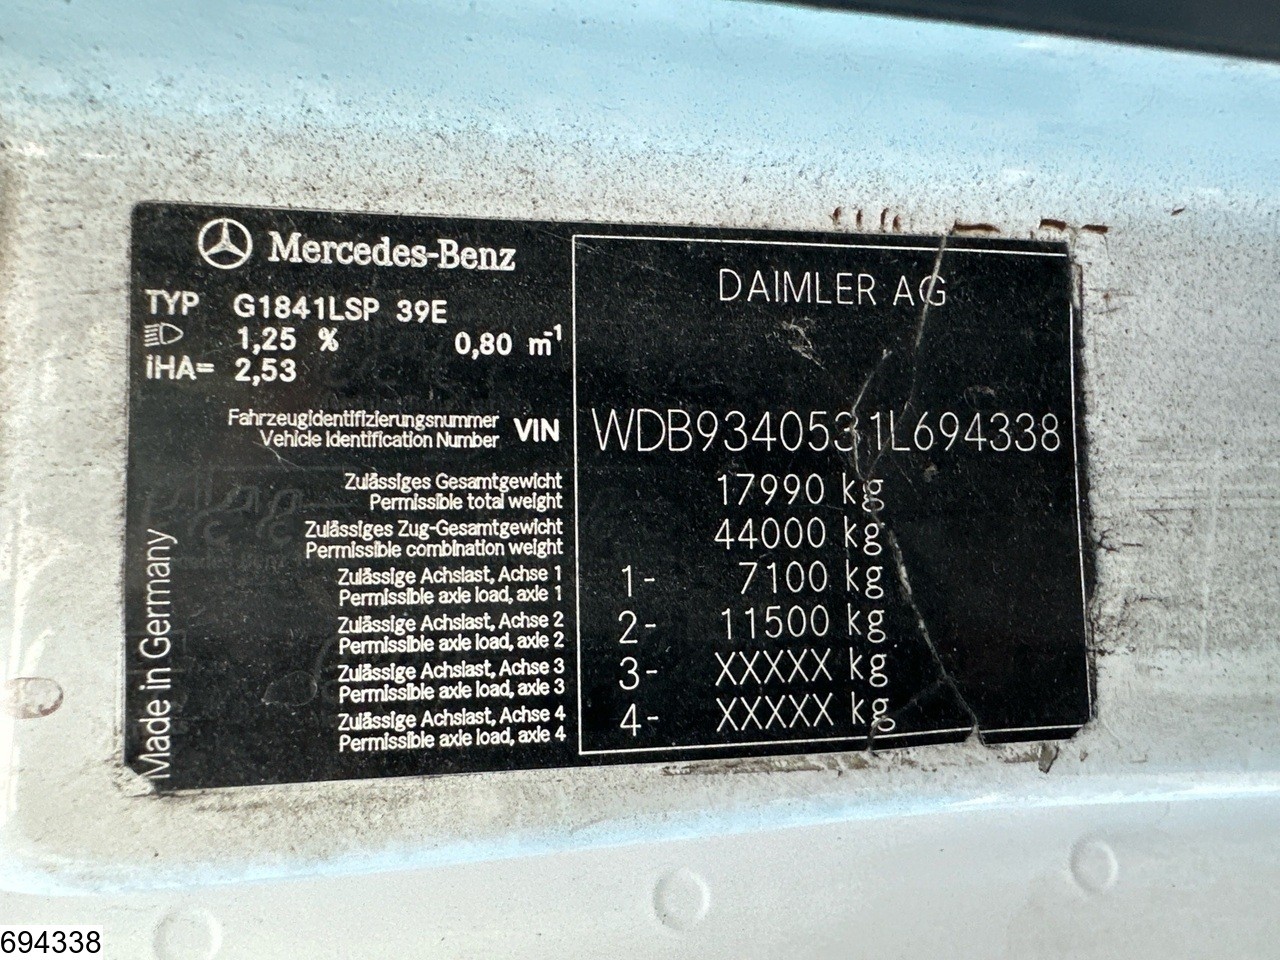 Mercedes-Benz
TYP G1841LSP 39E
1,25 % 0,80 m⁻¹
iHA= 2,53
DAIMLER AG
Fahrzeugidentifizierungsnummer
Vehicle Identification Number VIN WDB9340531L694338
Zulässiges Gesamtgewicht
Permissible total weight 17990 kg
Zulässiges Zug-Gesamtgewicht
Permissible combination weight 44000 kg
Zulässige Achslast, Achse 1
Permissible axle load, axle 1 1- 7100 kg
Zulässige Achslast, Achse 2
Permissible axle load, axle 2 2- 11500 kg
Zulässige Achslast, Achse 3
Permissible axle load, axle 3 3- XXXXX kg
Zulässige Achslast, Achse 4
Permissible axle load, axle 4 4- XXXXX kg
Made in Germany
694338